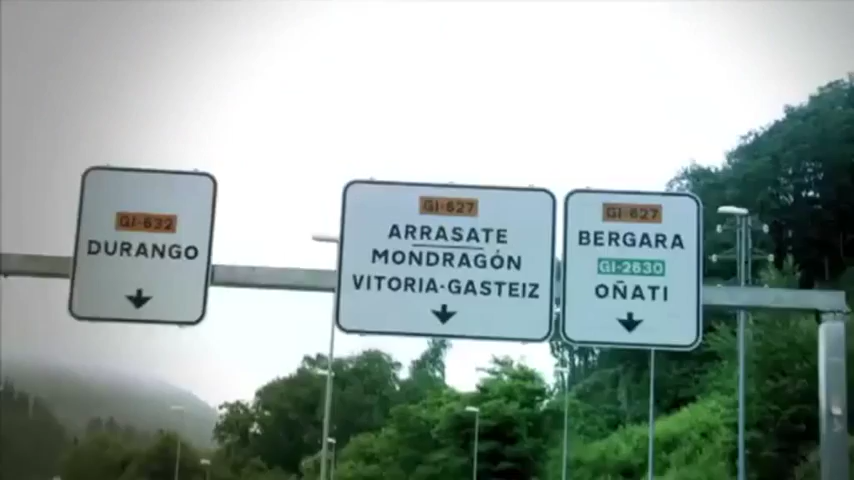 GI-632
DURANGO
GI-627
ARRASATE
MONDRAGÓN
VITORIA-GASTEIZ
GI-627
BERGARA
GI-2630
OÑATI